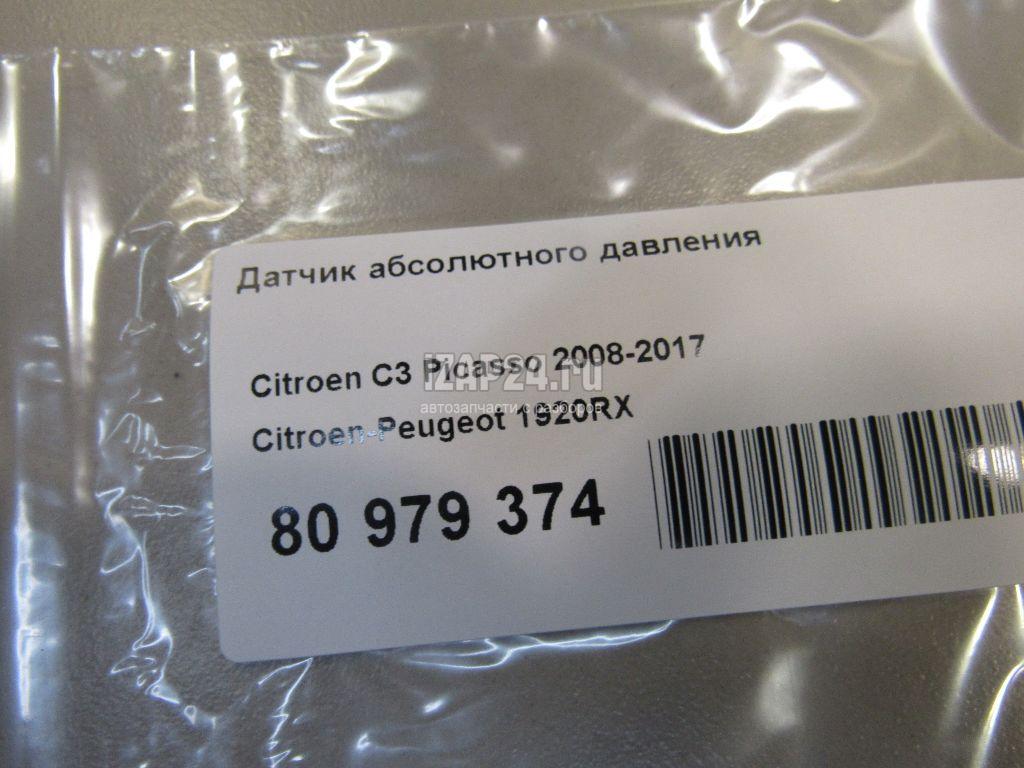 Датчик абсолютного давления
Citroen C3 Picasso 2008-2017
iZAP24.ru
автозапчасти с разборов
Citroen-Peugeot 1920RX
80 979 374